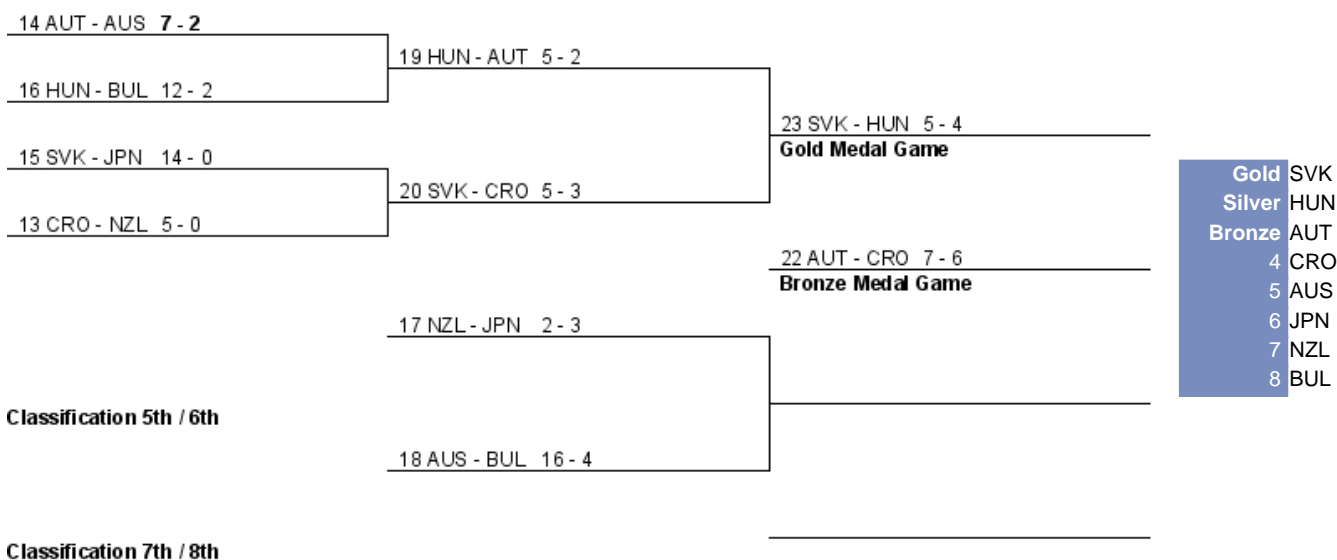 14 AUT - AUS 7 - 2
19 HUN - AUT 5 - 2
16 HUN - BUL 12 - 2
23 SVK - HUN 5 - 4
Gold Medal Game
15 SVK - JPN 14 - 0
20 SVK - CRO 5 - 3
13 CRO - NZL 5 - 0
22 AUT - CRO 7 - 6
Bronze Medal Game
17 NZL - JPN 2 - 3
Classification 5th / 6th
18 AUS - BUL 16 - 4
Classification 7th / 8th
Gold SVK
Silver HUN
Bronze AUT
4 CRO
5 AUS
6 JPN
7 NZL
8 BUL